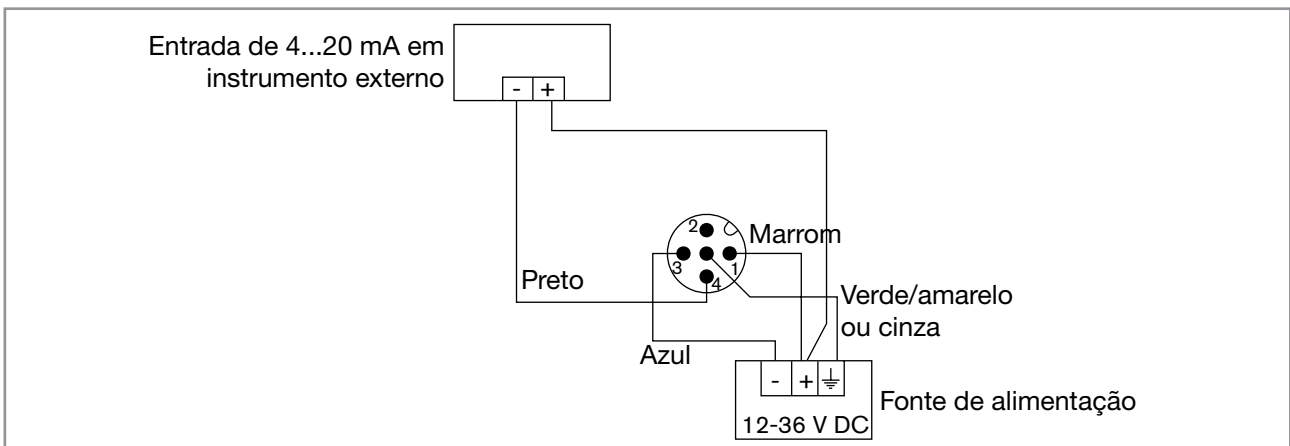 Entrada de 4...20 mA em
instrumento externo
- +
2
Marrom
3
1
4
Preto
Verde/amarelo
ou cinza
Azul
- +
Fonte de alimentação
12-36 V DC